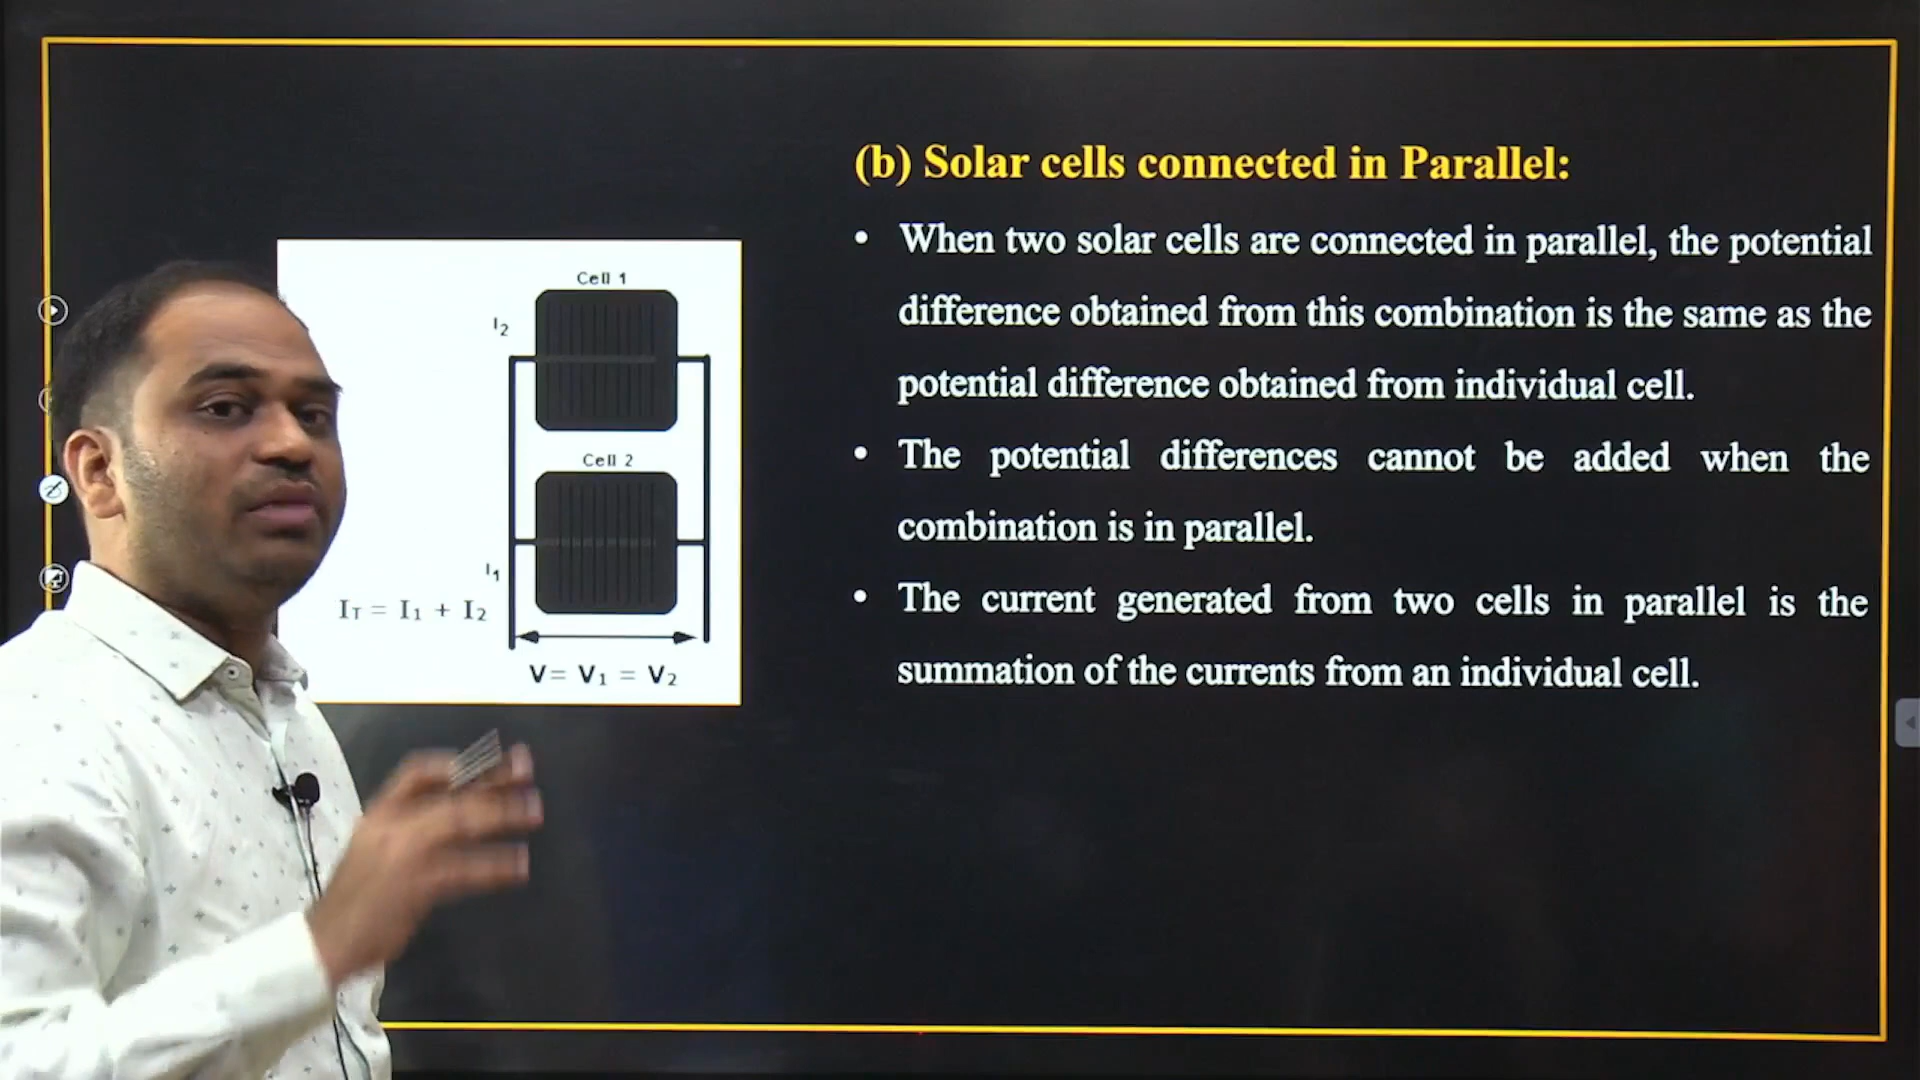 (b) Solar cells connected in Parallel:
• When two solar cells are connected in parallel, the potential
difference obtained from this combination is the same as the
potential difference obtained from individual cell.
• The potential differences cannot be added when the
combination is in parallel.
• The current generated from two cells in parallel is the
summation of the currents from an individual cell.
Cell 1
I₂
Cell 2
I₁
I_T = I₁ + I₂
V= V₁ = V₂